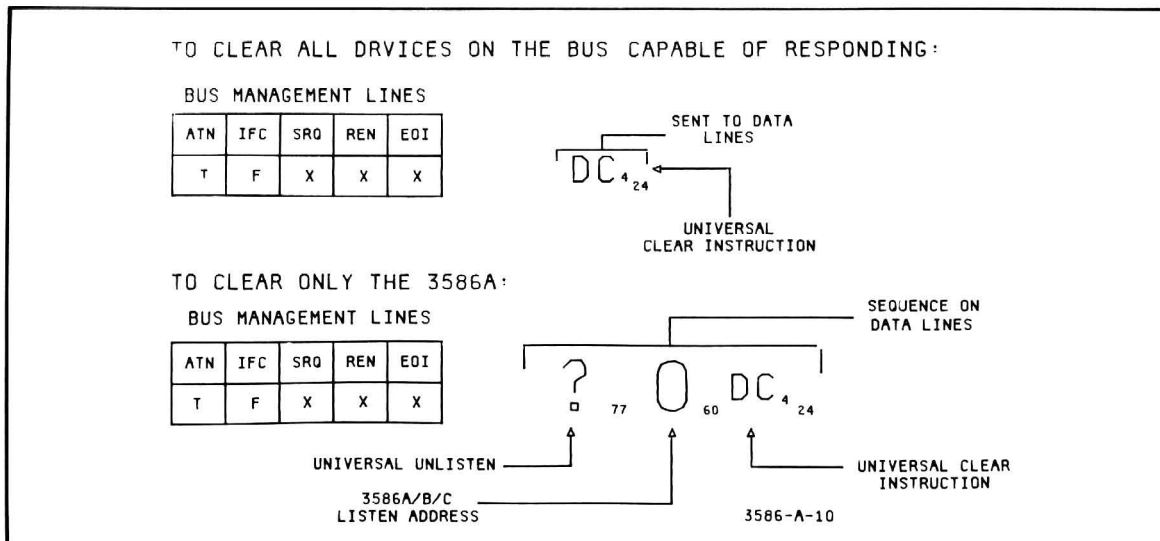 TO CLEAR ALL DRVICES ON THE BUS CAPABLE OF RESPONDING:
BUS MANAGEMENT LINES
ATN IFC SRQ REN EOI
T F X X X
SENT TO DATA
LINES
DC₄ ₂₄
UNIVERSAL
CLEAR INSTRUCTION
TO CLEAR ONLY THE 3586A:
BUS MANAGEMENT LINES
ATN IFC SRQ REN EOI
T F X X X
SEQUENCE ON
DATA LINES
? ₇₇ 0 ₆₀ DC₄ ₂₄
UNIVERSAL UNLISTEN
3586A/B/C
LISTEN ADDRESS
UNIVERSAL CLEAR
INSTRUCTION
3586-A-10